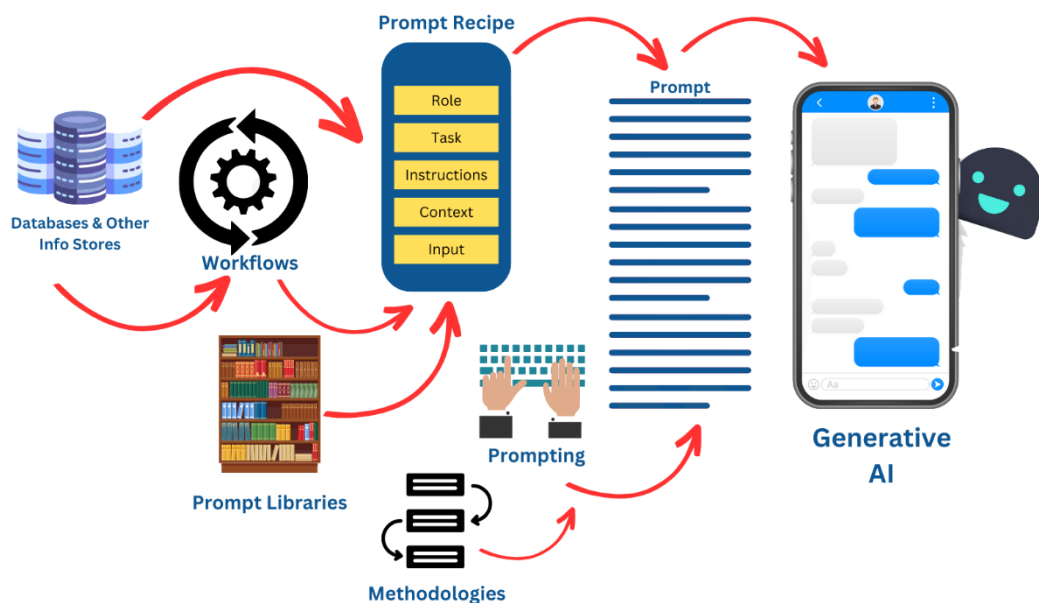 Prompt Recipe
Role
Task
Instructions
Context
Input
Prompt
Databases & Other
Info Stores
Workflows
Prompt Libraries
Prompting
Methodologies
Aa
Generative
AI